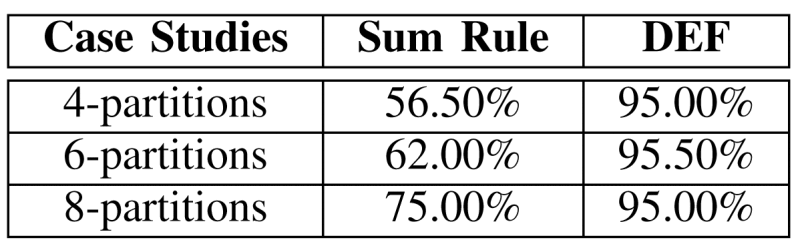 Case Studies Sum Rule DEF
4-partitions 56.50% 95.00%
6-partitions 62.00% 95.50%
8-partitions 75.00% 95.00%